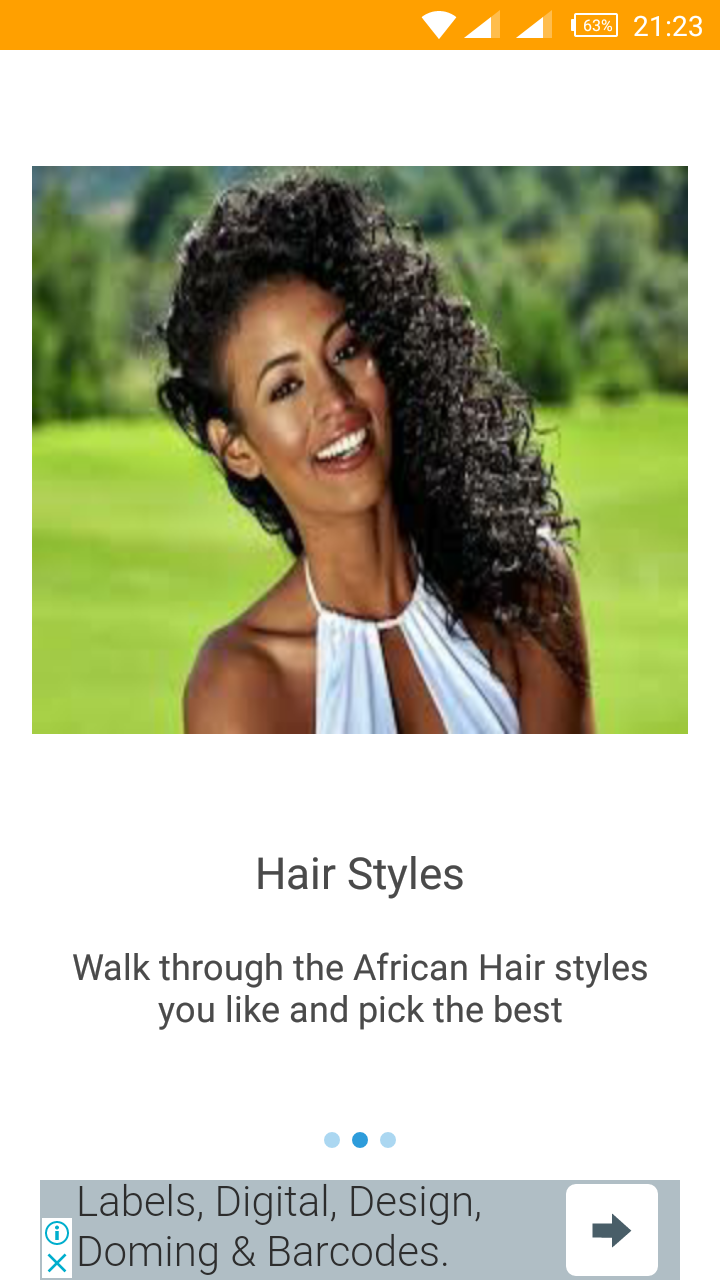 63%
21:23
Hair Styles
Walk through the African Hair styles
you like and pick the best
Labels, Digital, Design,
Doming & Barcodes.